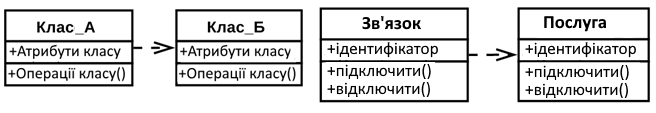 Клас_А
+Атрибути класу
+Операції класу()
Клас_Б
+Атрибути класу
+Операції класу()
Зв'язок
+ідентифікатор
+підключити()
+відключити()
Послуга
+ідентифікатор
+підключити()
+відключити()